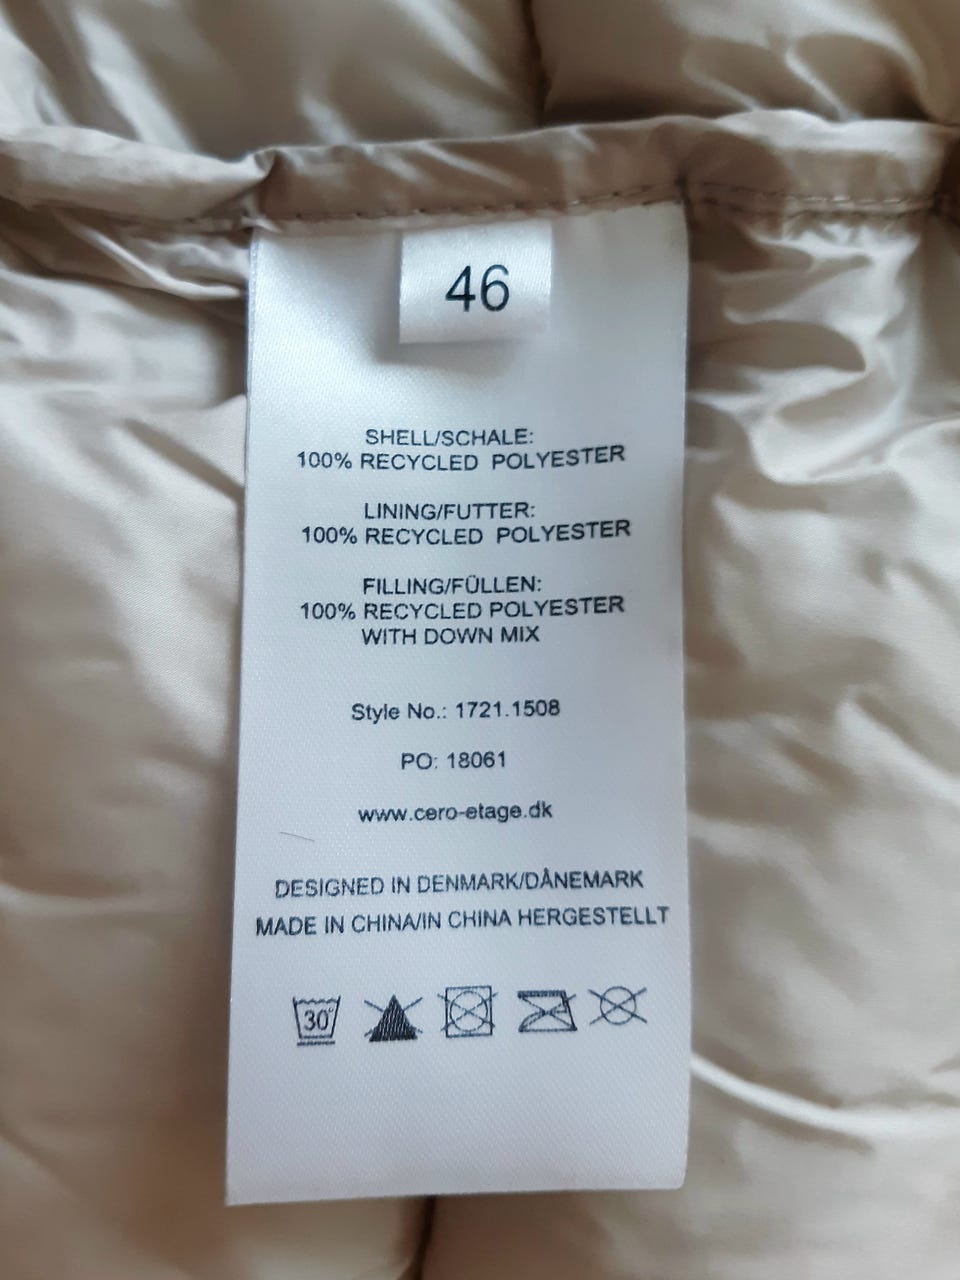 46
SHELL/SCHALE:
100% RECYCLED POLYESTER
LINING/FUTTER:
100% RECYCLED POLYESTER
FILLING/FÜLLEN:
100% RECYCLED POLYESTER
WITH DOWN MIX
Style No.: 1721.1508
PO: 18061
www.cero-etage.dk
DESIGNED IN DENMARK/DÄNEMARK
MADE IN CHINA/IN CHINA HERGESTELLT
30°